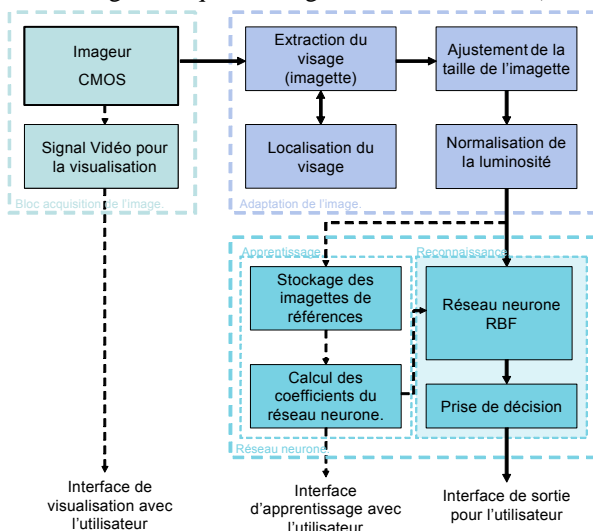 Imageur
CMOS
Extraction du
visage
(imagette)
Ajustement de la
taille de l'imagette
Signal Vidéo pour
la visualisation
Localisation du
visage
Normalisation de
la luminosité
Bloc acquisition de l'image.
Adaptation de l'image.
Apprentissage
Reconnaissance
Stockage des
imagettes de
références
Réseau neurone
RBF
Calcul des
coefficients du
réseau neurone.
Prise de décision
Réseau neurone.
Interface de
visualisation avec
l'utilisateur
Interface
d'apprentissage avec
l'utilisateur
Interface de sortie
pour l'utilisateur